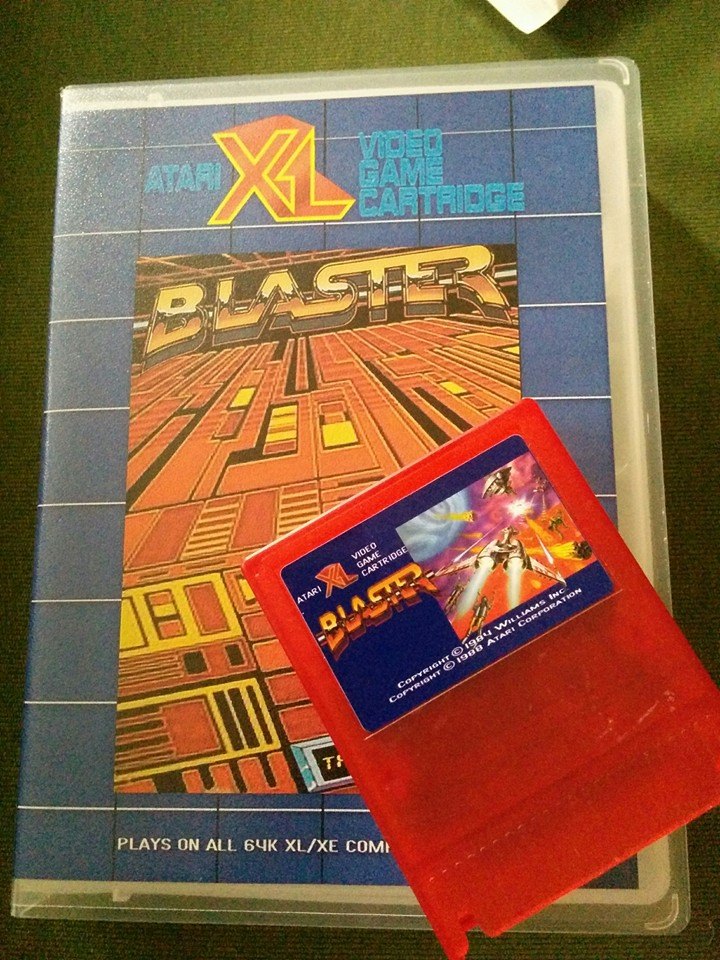 ATARI XL VIDEO
GAME
CARTRIDGE
BLASTER
PLAYS ON ALL 64K XL/XE
ATARI XL VIDEO
GAME
CARTRIDGE
BLASTER
COPYRIGHT © 1984 WILLIAMS INC
COPYRIGHT © 1988 ATARI CORPORATION